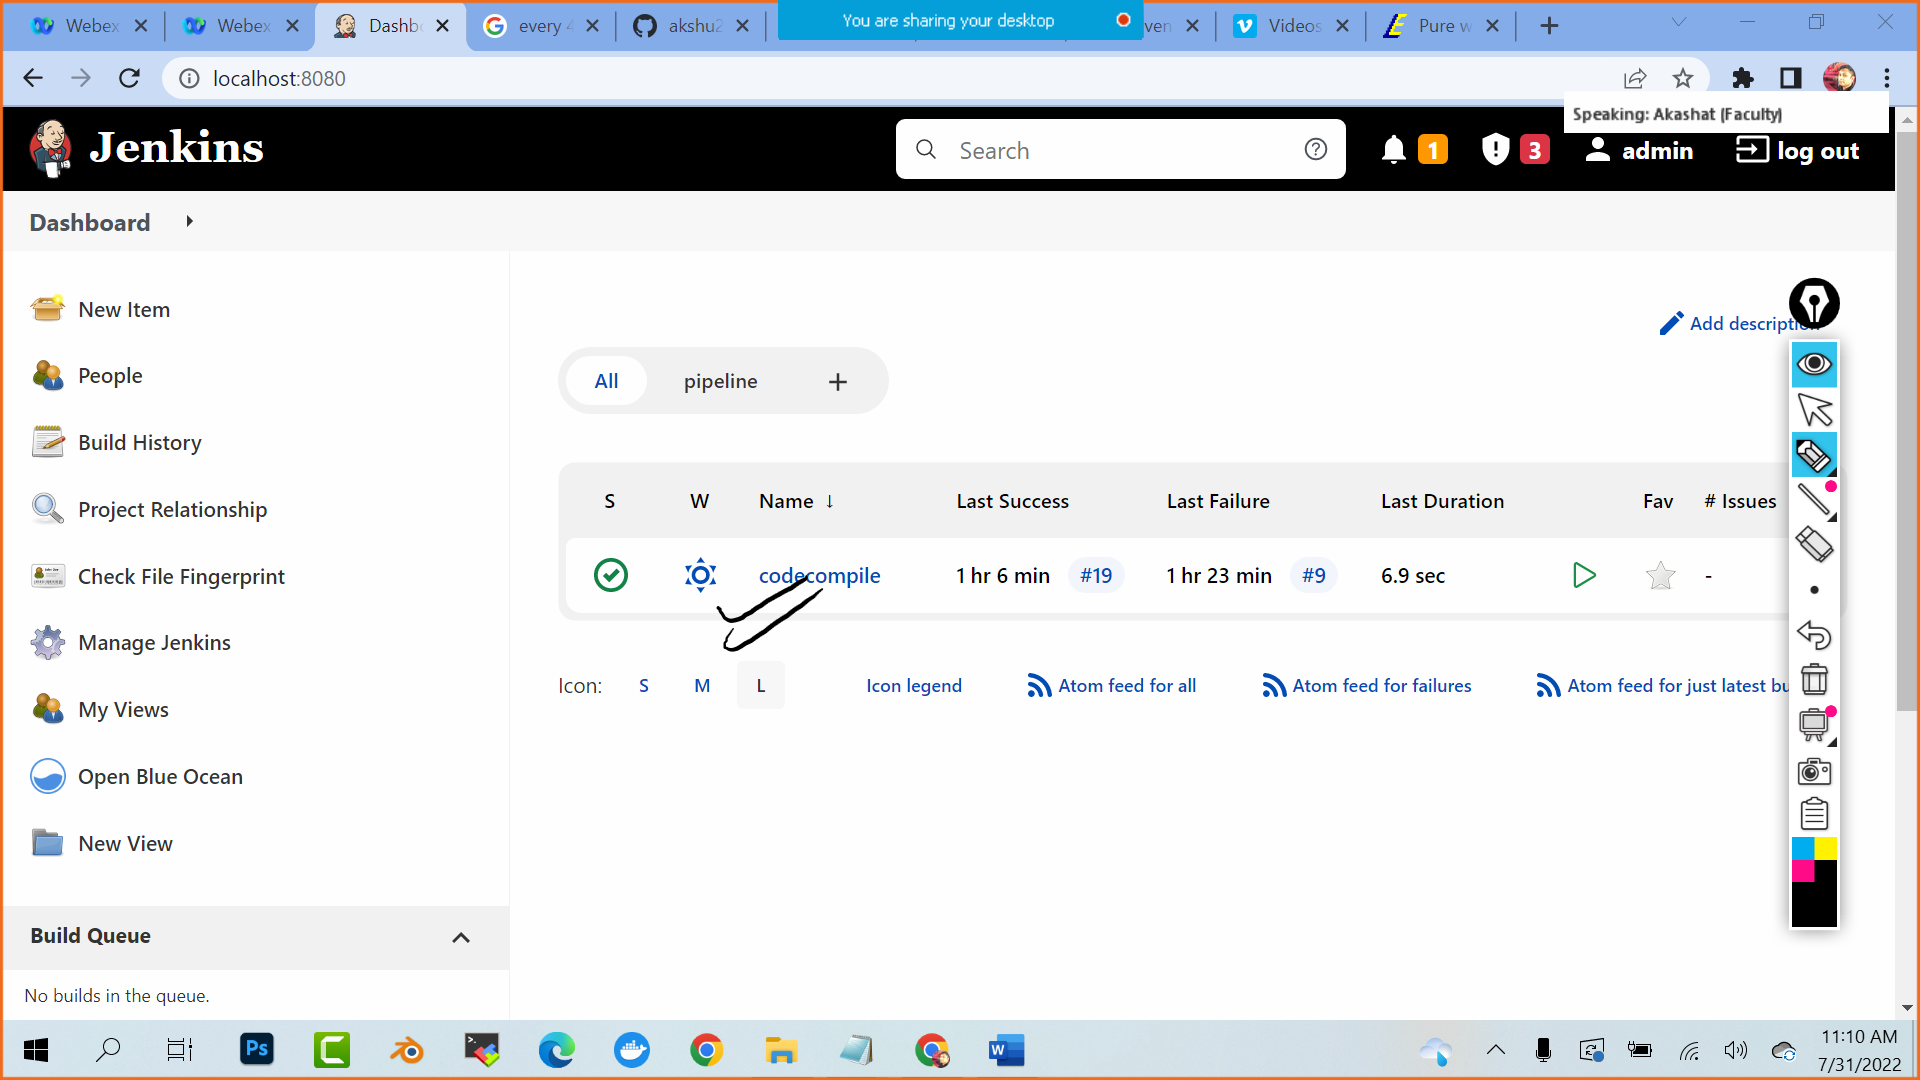 Webex
Webex
Dashbo
every 4
akshu2
You are sharing your desktop
ven
Videos
Pure w
localhost:8080
Speaking: Akashat (Faculty)
Jenkins
Search
1
3
admin
log out
Dashboard
New Item
People
Build History
Project Relationship
Check File Fingerprint
Manage Jenkins
My Views
Open Blue Ocean
New View
Build Queue
No builds in the queue.
Add description
All
pipeline
+
S W Name ↓ Last Success Last Failure Last Duration Fav # Issues
codecompile 1 hr 6 min #19 1 hr 23 min #9 6.9 sec -
Icon: S M L Icon legend Atom feed for all Atom feed for failures Atom feed for just latest bu
Ps
W
11:10 AM
7/31/2022